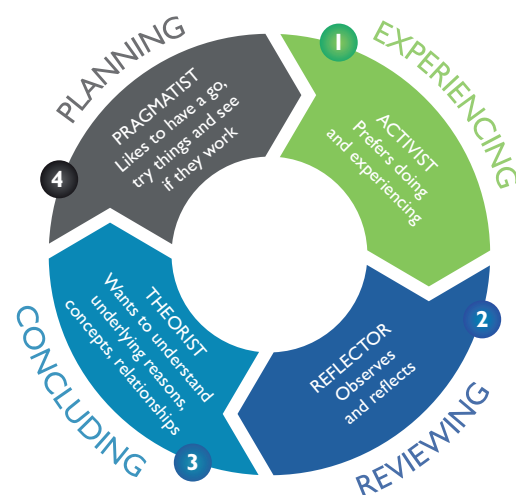 1
EXPERIENCING
ACTIVIST
Prefers doing
and experiencing
2
REVIEWING
REFLECTOR
Observes
and reflects
3
CONCLUDING
THEORIST
Wants to understand
underlying reasons,
concepts, relationships
4
PLANNING
PRAGMATIST
Likes to have a go,
try things and see
if they work